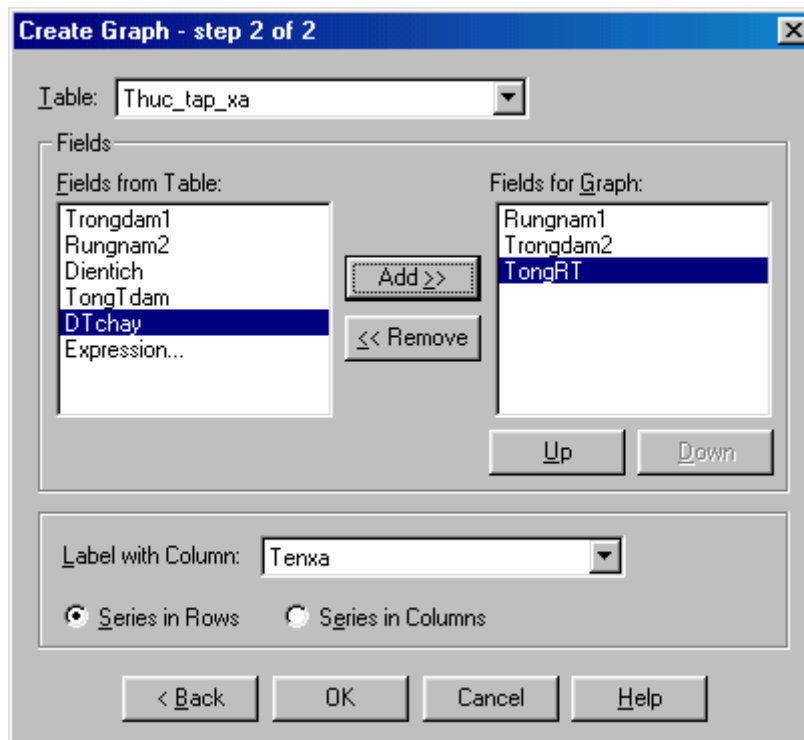 Create Graph - step 2 of 2
Table: Thuc_tap_xa
Fields
Fields from Table:
Trongdam1
Rungnam2
Dientich
TongTdam
DTchay
Expression...
Add >>
<< Remove
Fields for Graph:
Rungnam1
Trongdam2
TongRT
Up
Down
Label with Column: Tenxa
Series in Rows
Series in Columns
< Back
OK
Cancel
Help